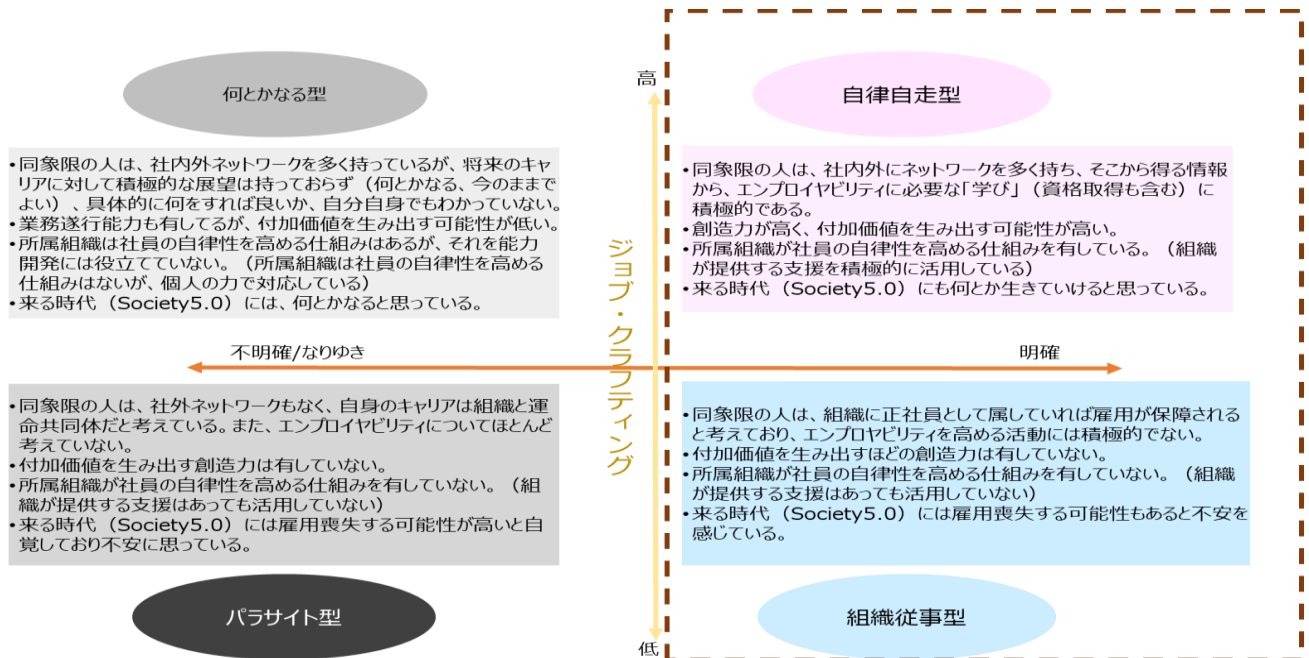 高
何とかなる型
自律自走型
・同象限の人は、社内外ネットワークを多く持っているが、将来のキャ
リアに対して積極的な展望は持っておらず（何とかなる、今のままで
よい）、具体的に何をすれば良いか、自分自身でもわかっていない。
・業務遂行能力も有してるが、付加価値を生み出す可能性が低い。
・所属組織は社員の自律性を高める仕組みはあるが、それを能力
開発には役立てていない。（所属組織は社員の自律性を高める
仕組みはないが、個人の力で対応している）
・来る時代（Society5.0）には、何とかなると思っている。
・同象限の人は、社内外にネットワークを多く持ち、そこから得る情報
から、エンプロイヤビリティに必要な「学び」（資格取得も含む）に
積極的である。
・創造力が高く、付加価値を生み出す可能性が高い。
・所属組織が社員の自律性を高める仕組みを有している。（組織
が提供する支援を積極的に活用している）
・来る時代（Society5.0）にも何とか生きていけると思っている。
ジョブ・クラフティング
不明確/なりゆき
明確
・同象限の人は、社外ネットワークもなく、自身のキャリアは組織と運
命共同体だと考えている。また、エンプロイヤビリティについてほとんど
考えていない。
・付加価値を生み出す創造力は有していない。
・所属組織が社員の自律性を高める仕組みを有していない。（組
織が提供する支援はあっても活用していない）
・来る時代（Society5.0）には雇用喪失する可能性が高いと自
覚しており不安に思っている。
・同象限の人は、組織に正社員として属していれば雇用が保障される
と考えており、エンプロヤビリティを高める活動には積極的でない。
・付加価値を生み出すほどの創造力は有していない。
・所属組織が社員の自律性を高める仕組みを有していない。（組織
が提供する支援はあっても活用していない）
・来る時代（Society5.0）には雇用喪失する可能性もあると不安を
感じている。
パラサイト型
組織従事型
低